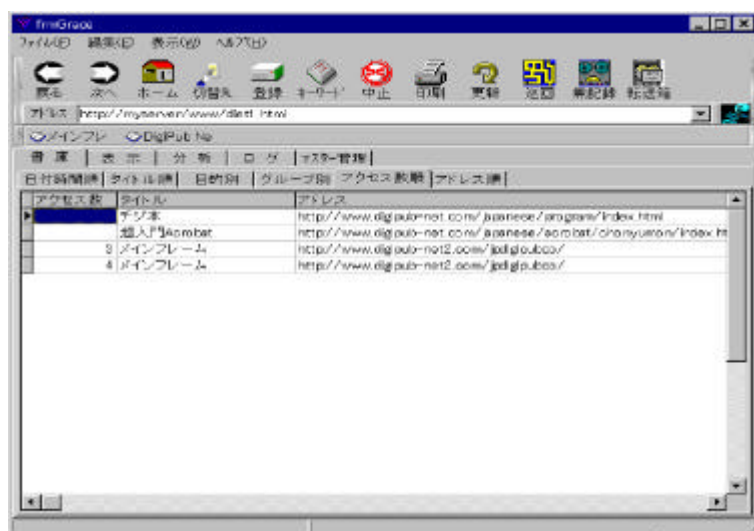 frmGrace
ファイル(F) 編集(E) 表示(W) ヘルプ(H)
戻る 次へ ホーム 切替え 登録 キーワード 中止 印刷 更新 巡回 無記録 転送箱
アドレス http://myserver/www/dlist1.html
メインフレ DigiPub Ne
書 庫 表 示 分 析 ロ グ マスター管理
日付時間順 タイトル順 目的別 グループ別 アクセス数順 アドレス順
アクセス数 タイトル アドレス
デジ本 http://www.digipub-net.com/japanese/program/index.html
超入門Acrobat http://www.digipub-net.com/japanese/acrobat/chonyumon/index.ht
3 メインフレーム http://www.digipub-net2.com/jpdigipubco/
4 メインフレーム http://www.digipub-net2.com/jpdigipubco/